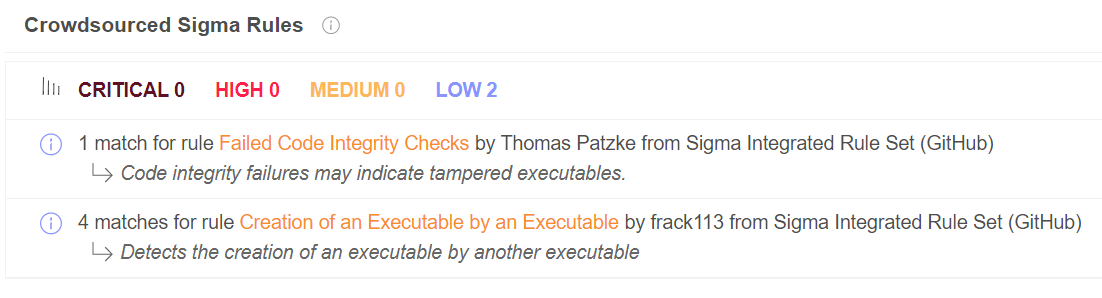 Crowdsourced Sigma Rules
CRITICAL 0 HIGH 0 MEDIUM 0 LOW 2
1 match for rule Failed Code Integrity Checks by Thomas Patzke from Sigma Integrated Rule Set (GitHub)
Code integrity failures may indicate tampered executables.
4 matches for rule Creation of an Executable by an Executable by frack113 from Sigma Integrated Rule Set (GitHub)
Detects the creation of an executable by another executable